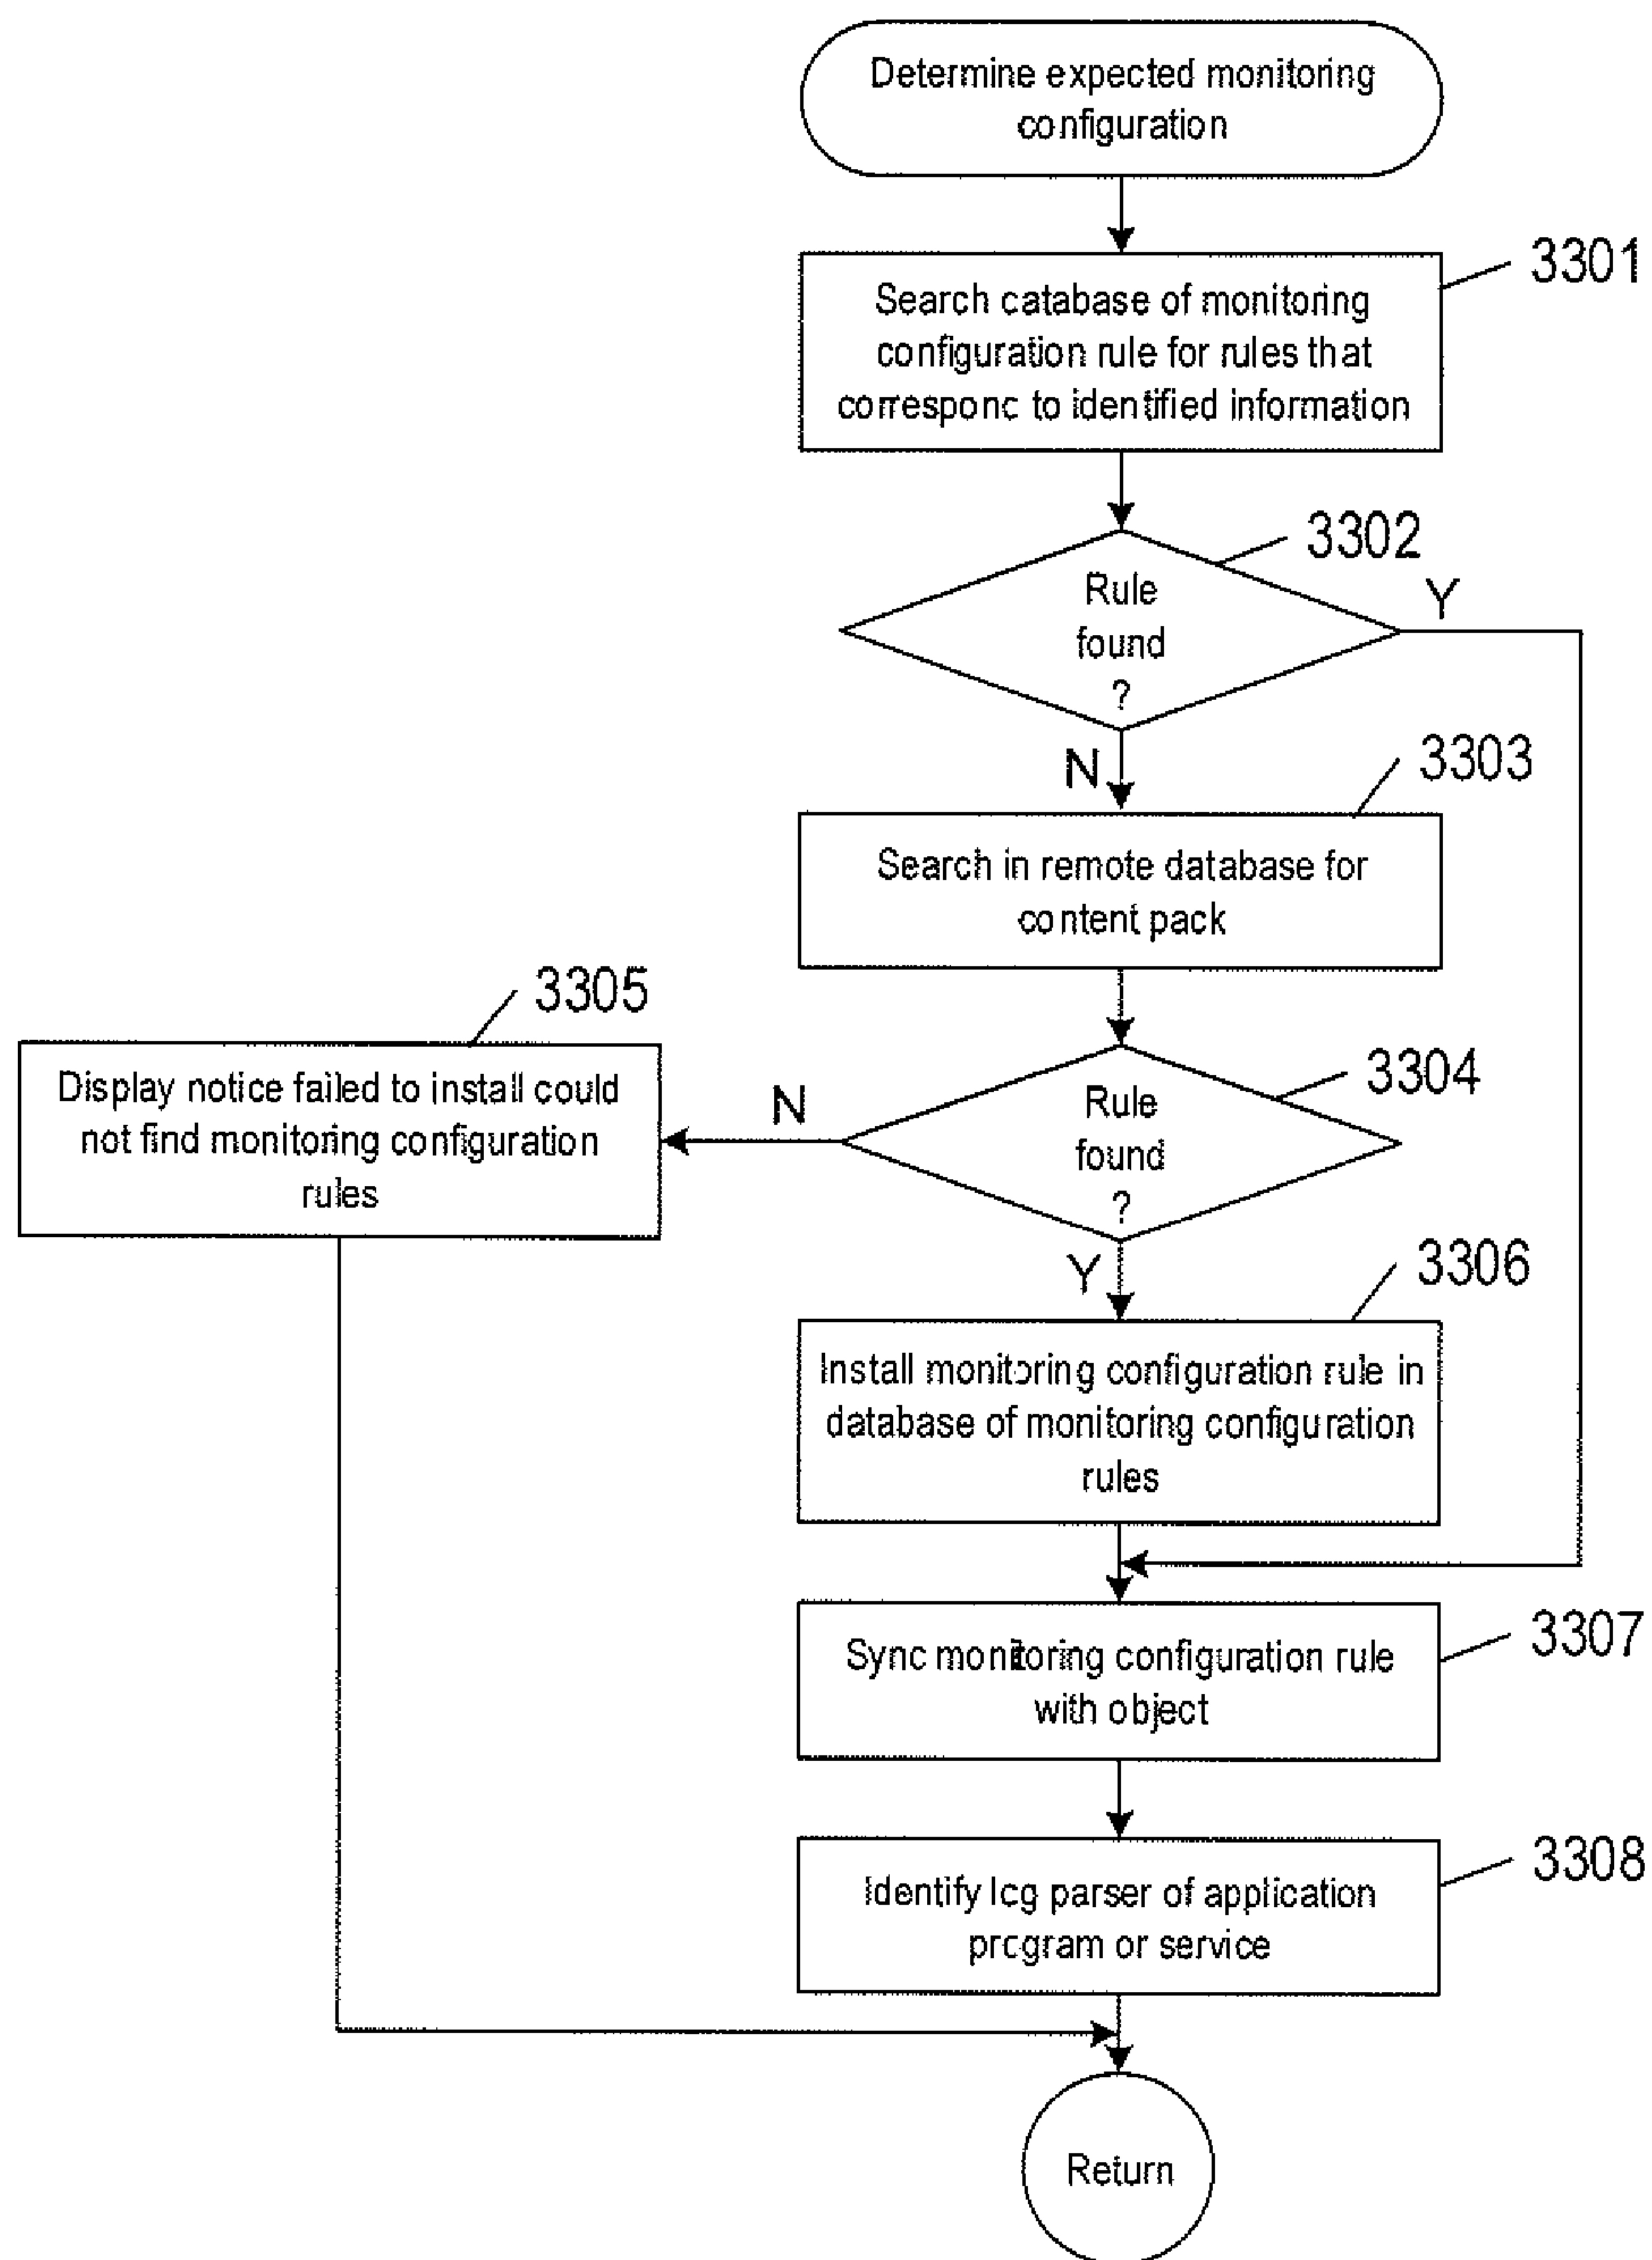 Determine expected monitoring
configuration
3301
Search catabase of monitoring
configuration rule for rules that
corresponc to identified information
3302
Rule
found
?
Y
N
3303
Search in remote database for
content pack
3305
Display notice failed to install could
not find monitoring configuration
rules
3304
Rule
found
?
N
Y
3306
Install monitoring configuration rule in
database of monitoring configuration
rules
3307
Sync monitoring configuration rule
with object
3308
Identify lcg parser of application
program or service
Return